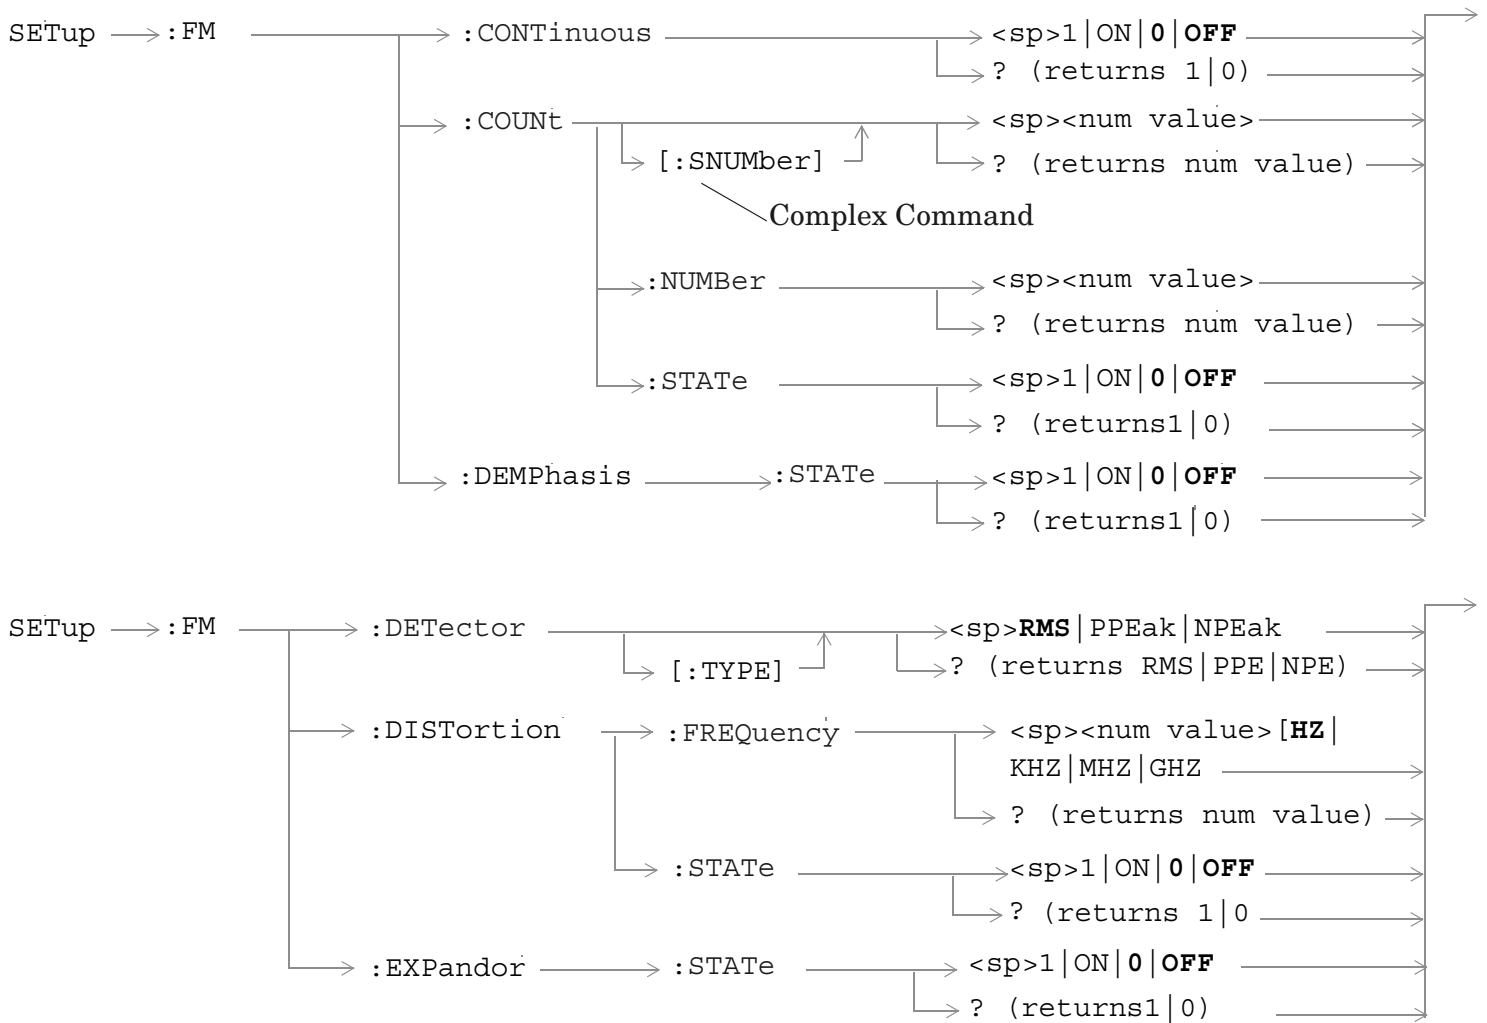 SETup :FM :CONTinuous <sp>1|ON|0|OFF
? (returns 1|0)
:COUNt <sp><num value>
[:SNUMber] ? (returns num value)
Complex Command
:NUMBer <sp><num value>
? (returns num value)
:STATe <sp>1|ON|0|OFF
? (returns1|0)
:DEMPhasis :STATe <sp>1|ON|0|OFF
? (returns1|0)
SETup :FM :DETector <sp>RMS|PPEak|NPEak
[:TYPE] ? (returns RMS|PPE|NPE)
:DISTortion :FREQuency <sp><num value>[HZ|
KHZ|MHZ|GHZ
? (returns num value)
:STATe <sp>1|ON|0|OFF
? (returns 1|0
:EXPandor :STATe <sp>1|ON|0|OFF
? (returns1|0)